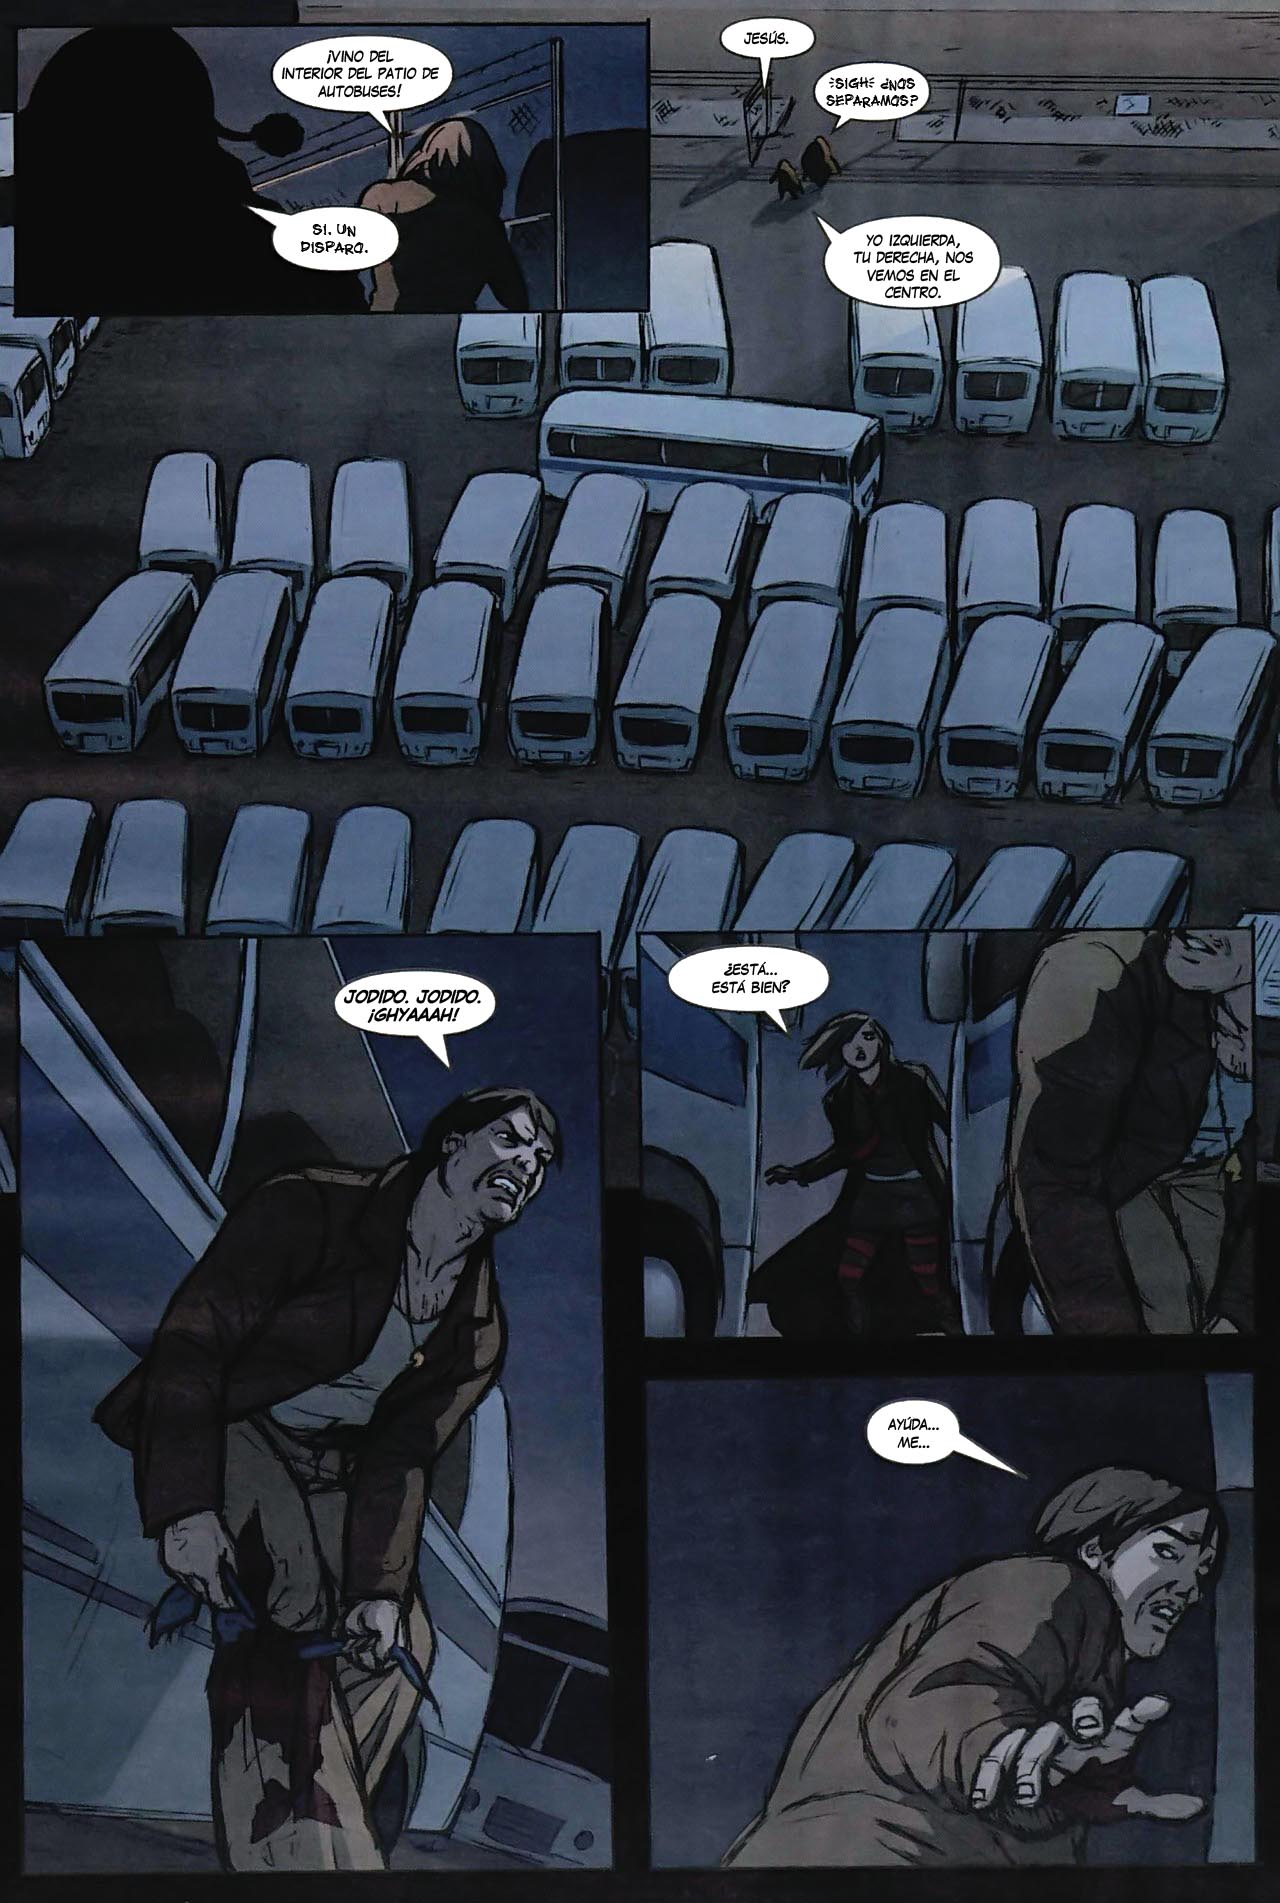 ¡VINO DEL
INTERIOR DEL PATIO DE
AUTOBUSES!
SI. UN
DISPARO.
JESÚS.
SIGH ¿NOS
SEPARAMOS?
YO IZQUIERDA,
TU DERECHA, NOS
VEMOS EN EL
CENTRO.
JODIDO. JODIDO.
¡GHYAAAH!
¿ESTÁ...
ESTÁ BIEN?
AYÚDA...
ME...